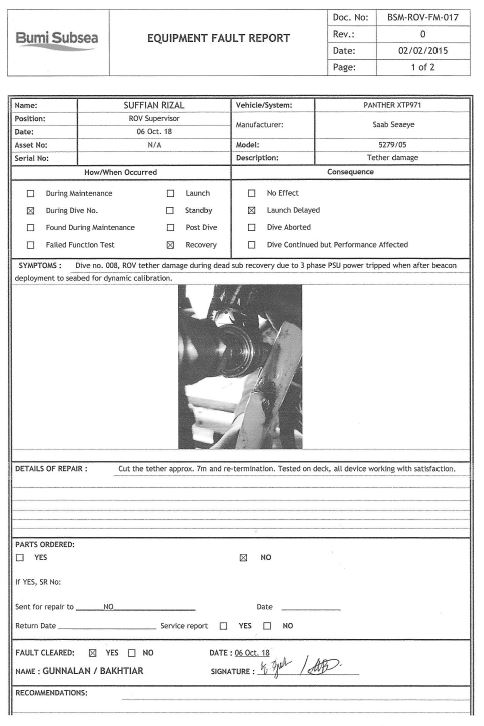 Bumi Subsea
EQUIPMENT FAULT REPORT
Doc. No: BSM-ROV-FM-017
Rev.: 0
Date: 02/02/2015
Page: 1 of 2
Name: SUFFIAN RIZAL Vehicle/System: PANTHER XTP971
Position: ROV Supervisor Manufacturer: Saab Seaeye
Date: 06 Oct. 18
Asset No: N/A Model: 5279/05
Serial No: Description: Tether damage
How/When Occurred Consequence
☐ During Maintenance ☐ Launch ☐ No Effect
☒ During Dive No. ☐ Standby ☒ Launch Delayed
☐ Found During Maintenance ☐ Post Dive ☐ Dive Aborted
☐ Failed Function Test ☒ Recovery ☐ Dive Continued but Performance Affected
SYMPTOMS : Dive no. 008, ROV tether damage during dead sub recovery due to 3 phase PSU power tripped when after beacon
deployment to seabed for dynamic calibration.
DETAILS OF REPAIR : Cut the tether approx. 7m and re-termination. Tested on deck, all device working with satisfaction.
PARTS ORDERED:
☐ YES ☒ NO
If YES, SR No:
Sent for repair to NO Date
Return Date Service report ☐ YES ☐ NO
FAULT CLEARED: ☒ YES ☐ NO DATE : 06 Oct. 18
NAME : GUNNALAN / BAKHTIAR SIGNATURE :
RECOMMENDATIONS: